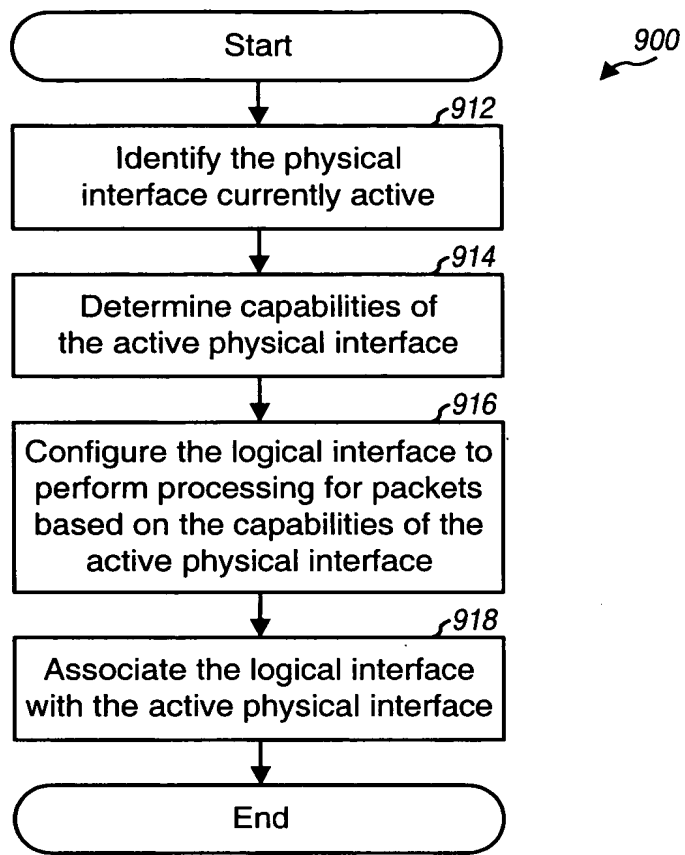 Start
900
912
Identify the physical
interface currently active
914
Determine capabilities of
the active physical interface
916
Configure the logical interface to
perform processing for packets
based on the capabilities of the
active physical interface
918
Associate the logical interface
with the active physical interface
End